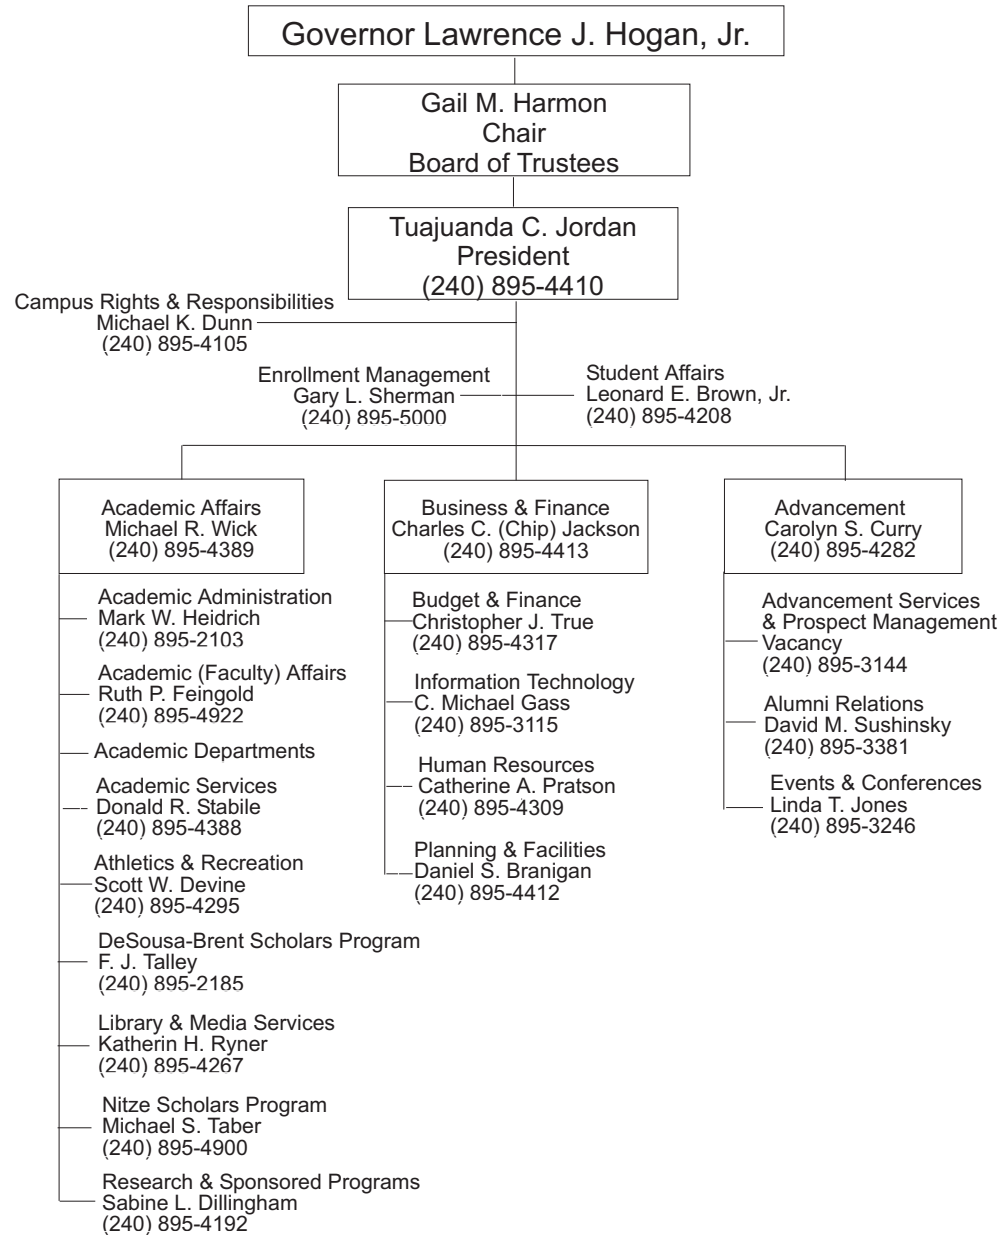 Governor Lawrence J. Hogan, Jr.
Gail M. Harmon
Chair
Board of Trustees
Tuajuanda C. Jordan
President
(240) 895-4410
Campus Rights & Responsibilities
Michael K. Dunn
(240) 895-4105
Enrollment Management
Gary L. Sherman
(240) 895-5000
Student Affairs
Leonard E. Brown, Jr.
(240) 895-4208
Academic Affairs
Michael R. Wick
(240) 895-4389
Academic Administration
Mark W. Heidrich
(240) 895-2103
Academic (Faculty) Affairs
Ruth P. Feingold
(240) 895-4922
Academic Departments
Academic Services
Donald R. Stabile
(240) 895-4388
Athletics & Recreation
Scott W. Devine
(240) 895-4295
DeSousa-Brent Scholars Program
F. J. Talley
(240) 895-2185
Library & Media Services
Katherin H. Ryner
(240) 895-4267
Nitze Scholars Program
Michael S. Taber
(240) 895-4900
Research & Sponsored Programs
Sabine L. Dillingham
(240) 895-4192
Business & Finance
Charles C. (Chip) Jackson
(240) 895-4413
Budget & Finance
Christopher J. True
(240) 895-4317
Information Technology
C. Michael Gass
(240) 895-3115
Human Resources
Catherine A. Pratson
(240) 895-4309
Planning & Facilities
Daniel S. Branigan
(240) 895-4412
Advancement
Carolyn S. Curry
(240) 895-4282
Advancement Services
& Prospect Management
Vacancy
(240) 895-3144
Alumni Relations
David M. Sushinsky
(240) 895-3381
Events & Conferences
Linda T. Jones
(240) 895-3246